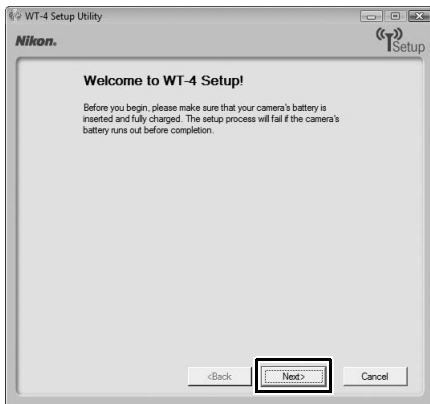 WT-4 Setup Utility
Nikon.
Setup
Welcome to WT-4 Setup!
Before you begin, please make sure that your camera's battery is
inserted and fully charged. The setup process will fail if the camera's
battery runs out before completion.
<Back
Next>
Cancel